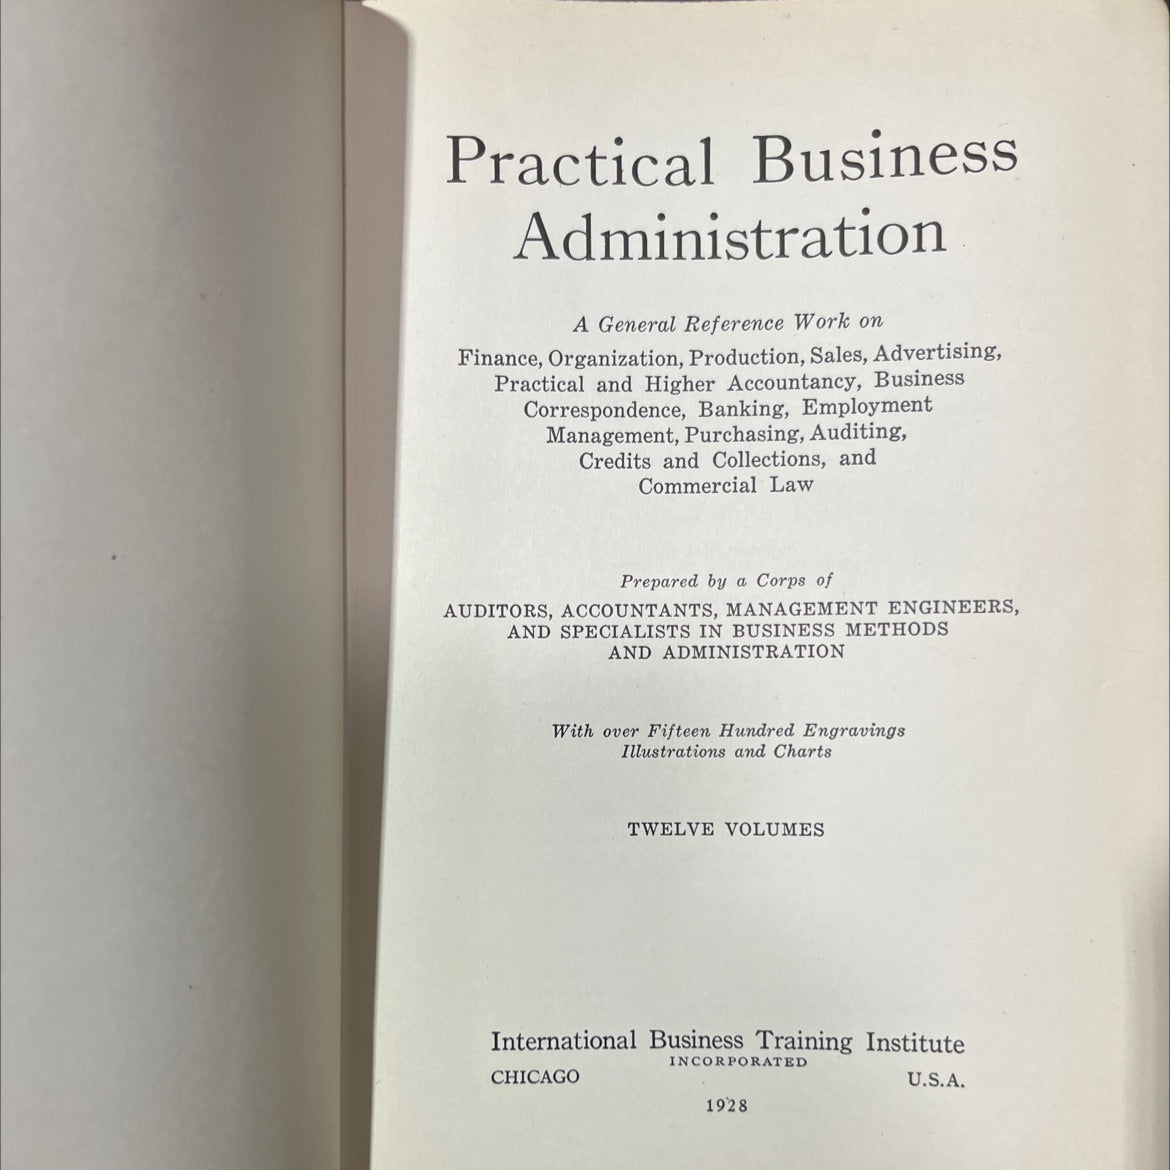 Practical Business
Administration
A General Reference Work on
Finance, Organization, Production, Sales, Advertising,
Practical and Higher Accountancy, Business
Correspondence, Banking, Employment
Management, Purchasing, Auditing,
Credits and Collections, and
Commercial Law
Prepared by a Corps of
AUDITORS, ACCOUNTANTS, MANAGEMENT ENGINEERS,
AND SPECIALISTS IN BUSINESS METHODS
AND ADMINISTRATION
With over Fifteen Hundred Engravings
Illustrations and Charts
TWELVE VOLUMES
International Business Training Institute
INCORPORATED
CHICAGO U.S.A.
1928